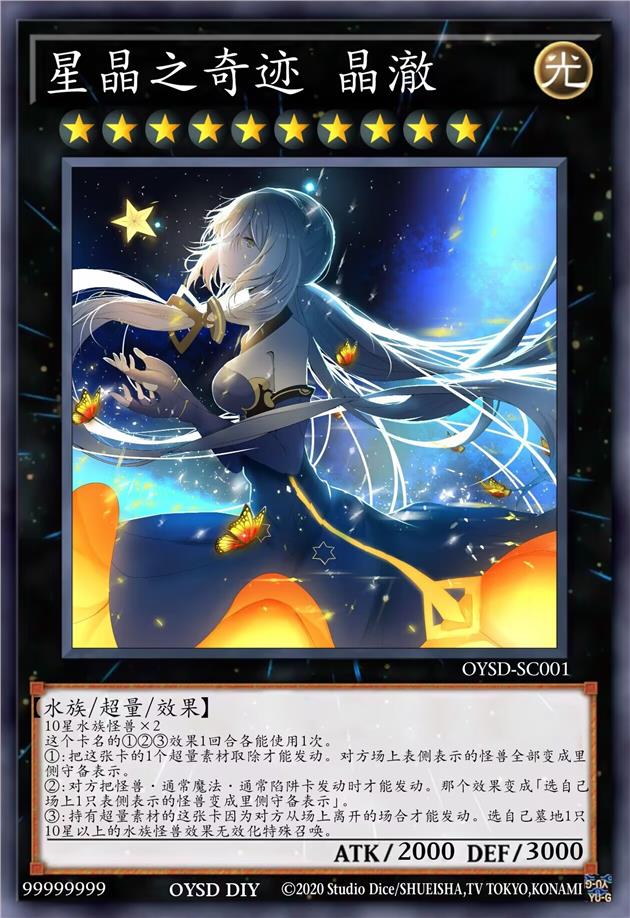 星晶之奇迹 晶澈
光
OYSD-SC001
【水族/超量/效果】
10星水族怪兽×2
这个卡名的①②③效果1回合各能使用1次。
①:把这张卡的1个超量素材取除才能发动。对方场上表侧表示的怪兽全部变成里
侧守备表示。
②:对方把怪兽·通常魔法·通常陷阱卡发动时才能发动。那个效果变成「选自己
场上1只表侧表示的怪兽变成里侧守备表示」。
③:持有超量素材的这张卡因为对方从场上离开的场合才能发动。选自己墓地1只
10星以上的水族怪兽效果无效化特殊召唤。
ATK/2000 DEF/3000
99999999 OYSD DIY ©2020 Studio Dice/SHUEISHA,TV TOKYO,KONAMI
YU-G